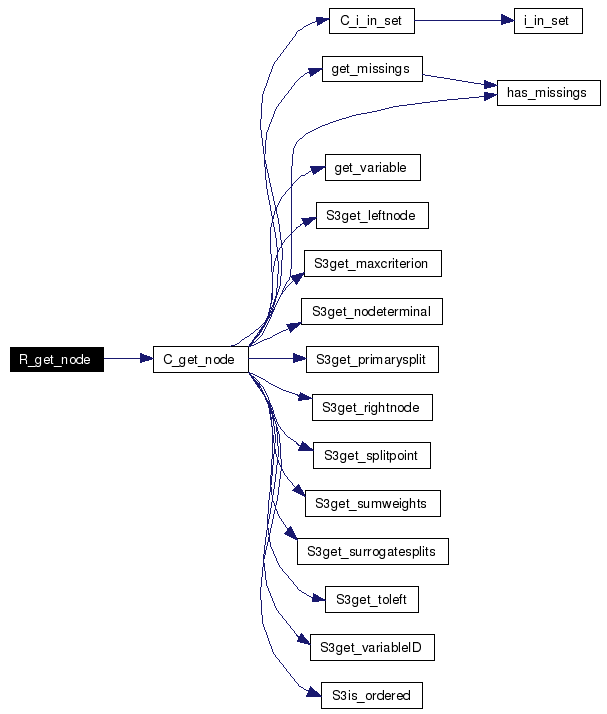 C_i_in_set
i_in_set
get_missings
has_missings
get_variable
S3get_leftnode
S3get_maxcriterion
S3get_nodeterminal
R_get_node
C_get_node
S3get_primarysplit
S3get_rightnode
S3get_splitpoint
S3get_sumweights
S3get_surrogatesplits
S3get_toleft
S3get_variableID
S3is_ordered